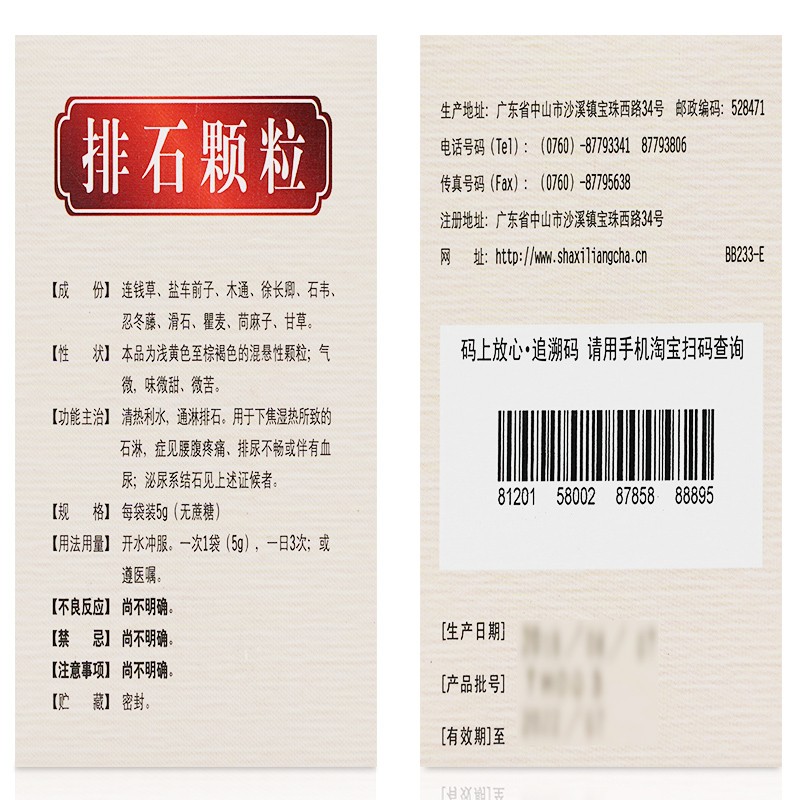 排石颗粒
【成 份】 连钱草、盐车前子、木通、徐长卿、石韦、
忍冬藤、滑石、瞿麦、苘麻子、甘草。
【性 状】 本品为浅黄色至棕褐色的混悬性颗粒；气
微，味微甜、微苦。
【功能主治】 清热利水，通淋排石。用于下焦湿热所致的
石淋，症见腰腹疼痛、排尿不畅或伴有血
尿；泌尿系结石见上述证候者。
【规 格】 每袋装5g（无蔗糖）
【用法用量】 开水冲服。一次1袋（5g），一日3次；或
遵医嘱。
【不良反应】 尚不明确。
【禁 忌】 尚不明确。
【注意事项】 尚不明确。
【贮 藏】 密封。
生产地址：广东省中山市沙溪镇宝珠西路34号 邮政编码：528471
电话号码（Tel）：（0760）-87793341 87793806
传真号码（Fax）：（0760）-87795638
注册地址：广东省中山市沙溪镇宝珠西路34号
网 址：http://www.shaxiliangcha.cn BB233-E
码上放心·追溯码 请用手机淘宝扫码查询
81201 58002 87858 88895
[生产日期]
[产品批号]
[有效期]至